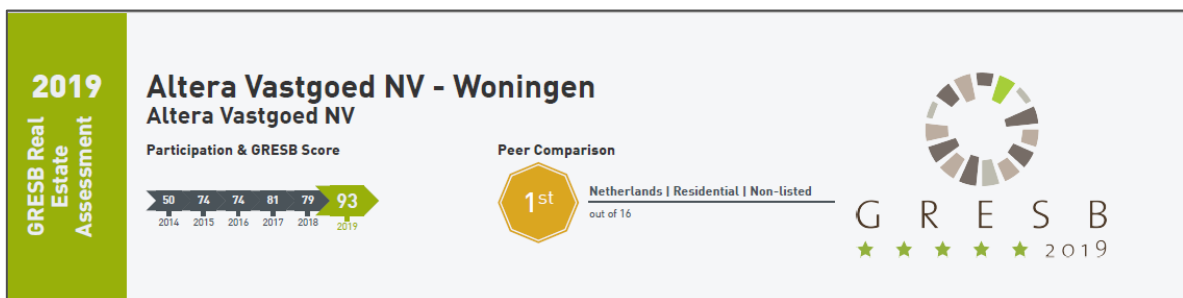 2019
GRESB Real
Estate
Assessment
Altera Vastgoed NV - Woningen
Altera Vastgoed NV
Participation & GRESB Score
50 74 74 81 79 93
2014 2015 2016 2017 2018 2019
Peer Comparison
1st
Netherlands | Residential | Non-listed
out of 16
G R E S B
2019